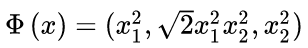 Φ (x) = (x₁², √2x₁²x₂², x₂²)